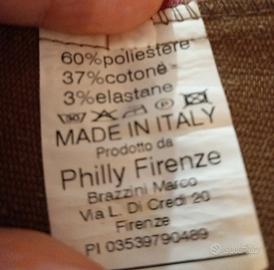 60%poliestere
37%cotone
3%elastane
MADE IN ITALY
Prodotto da
Philly Firenze
Brazzini Marco
Via L. Di Credi 20
Firenze
PI 03539790489